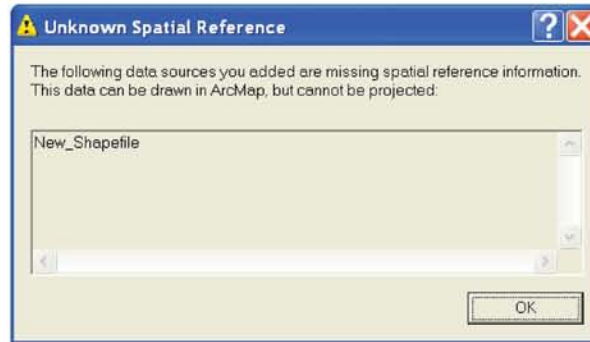 Unknown Spatial Reference
The following data sources you added are missing spatial reference information.
This data can be drawn in ArcMap, but cannot be projected:
New_Shapefile
OK